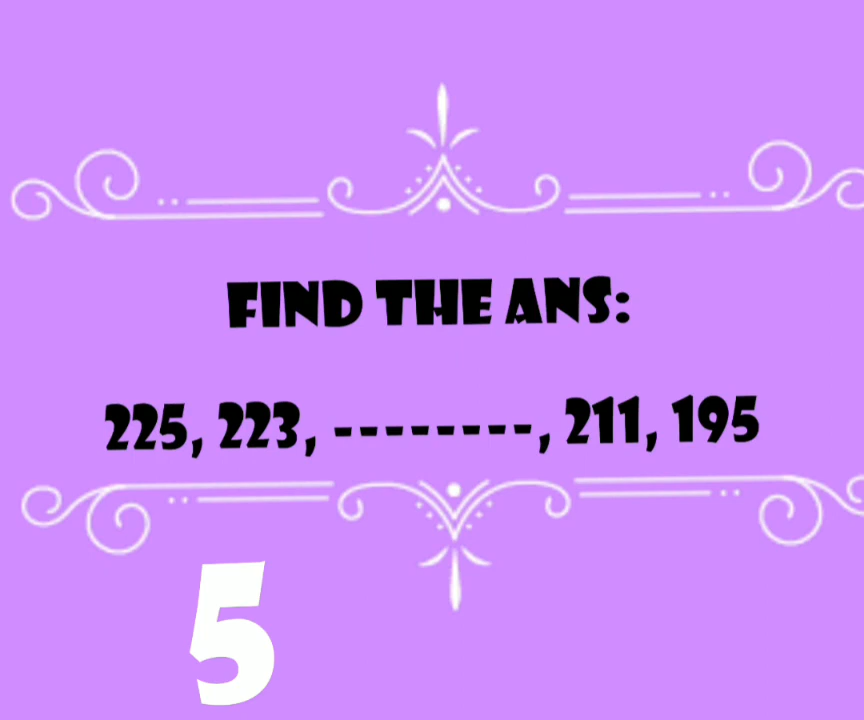 FIND THE ANS:
225, 223, --------, 211, 195
5